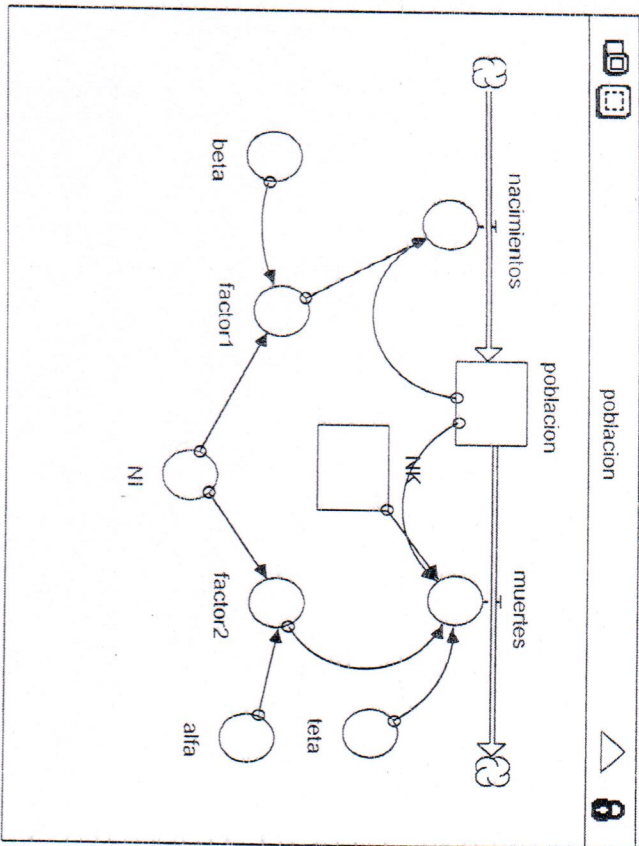 poblacion
poblacion
nacimientos
muertes
NK
beta
factor1
Ni
factor2
alfa
teta